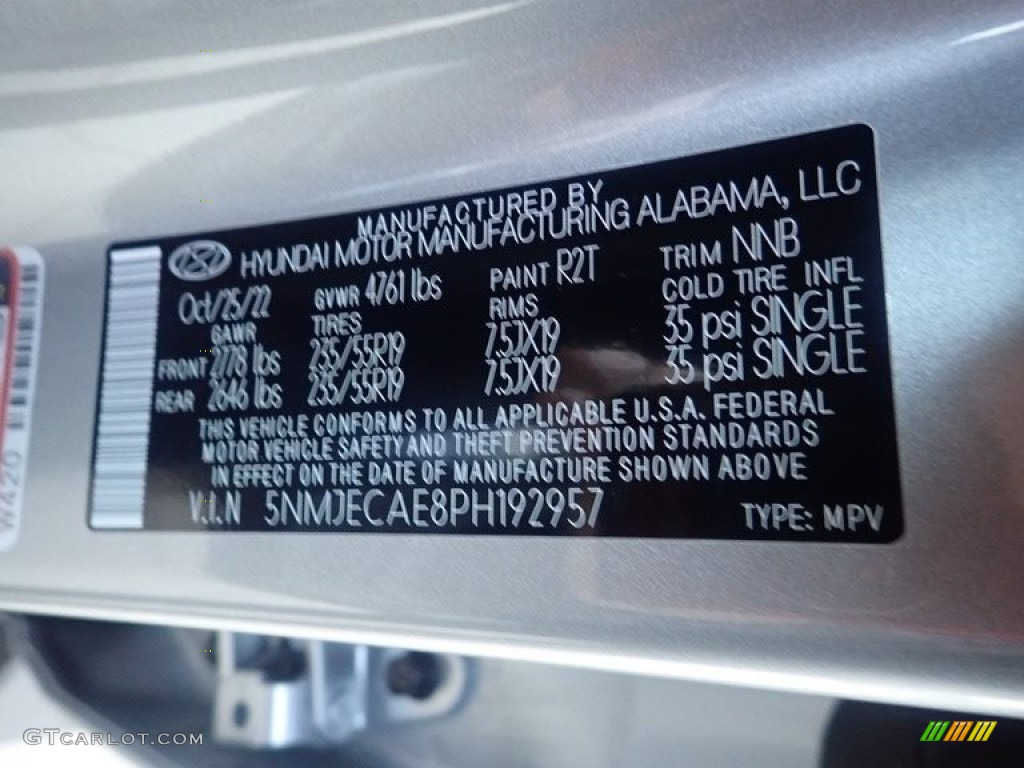 MANUFACTURED BY
HYUNDAI MOTOR MANUFACTURING ALABAMA, LLC
Oct/25/22 GVWR 4761 lbs PAINT R2T TRIM NNB
GAWR TIRES RIMS COLD TIRE INFL
FRONT 2778 lbs 235/55R19 7.5JX19 35 psi SINGLE
REAR 2646 lbs 235/55R19 7.5JX19 35 psi SINGLE
THIS VEHICLE CONFORMS TO ALL APPLICABLE U.S.A. FEDERAL
MOTOR VEHICLE SAFETY AND THEFT PREVENTION STANDARDS
IN EFFECT ON THE DATE OF MANUFACTURE SHOWN ABOVE
V.I.N 5NMJECAE8PH192957 TYPE: MPV
W420
GTCARLOT.COM